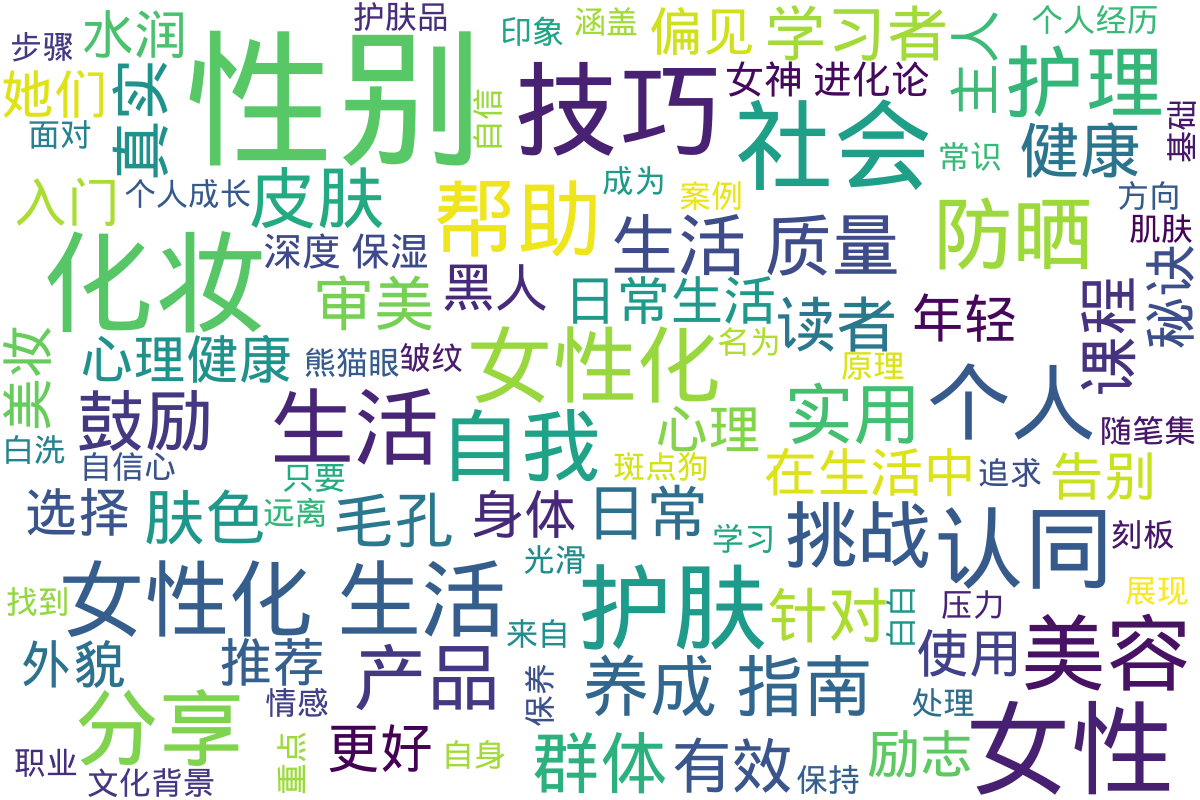 护肤品
印象
涵盖
偏见
学习者
个人经历
步骤
水润
她们
真实
性别
自信
技巧
女神
进化论
主人
护理
社会
基础
面对
健康
常识
入门
个人成长
皮肤
帮助
成为
案例
方向
肌肤
防晒
生活
质量
化妆
深度
保湿
黑人
审美
日常生活
读者
年轻
课程
秘诀
美妆
心理健康
熊猫眼
皱纹
女性化
名为
原理
个人
鼓励
生活
自我
心理
实用
随笔集
白洗
自信心
只要
斑点狗
在生活中
追求
告别
选择
肤色
远离
毛孔
身体
日常
学习
挑战
认同
刻板
光滑
找到
女性化
生活
护肤
针对
白日
压力
展现
来自
外貌
推荐
产品
养成
指南
使用
美容
情感
保养
处理
分享
女性
职业
文化背景
重点
更好
自身
群体
有效
保持
励志